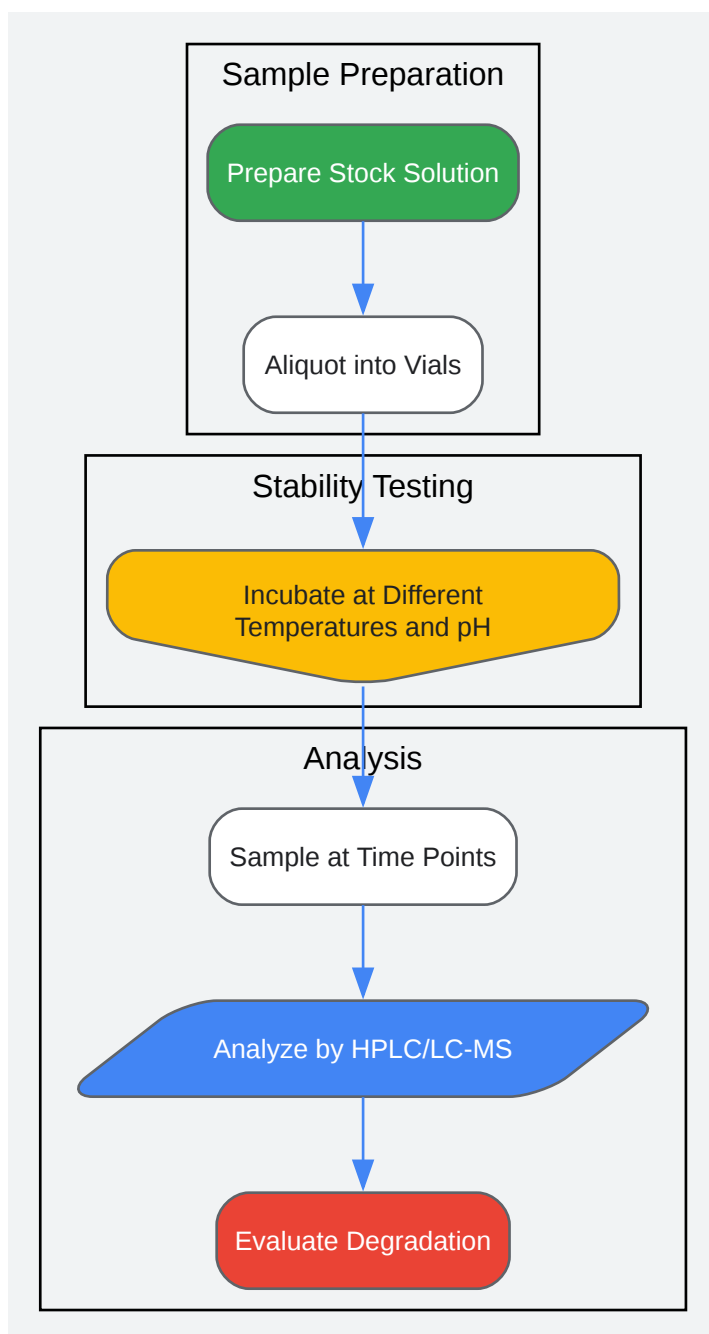 Sample Preparation
Prepare Stock Solution
Aliquot into Vials
Stability Testing
Incubate at Different
Temperatures and pH
Analysis
Sample at Time Points
Analyze by HPLC/LC-MS
Evaluate Degradation